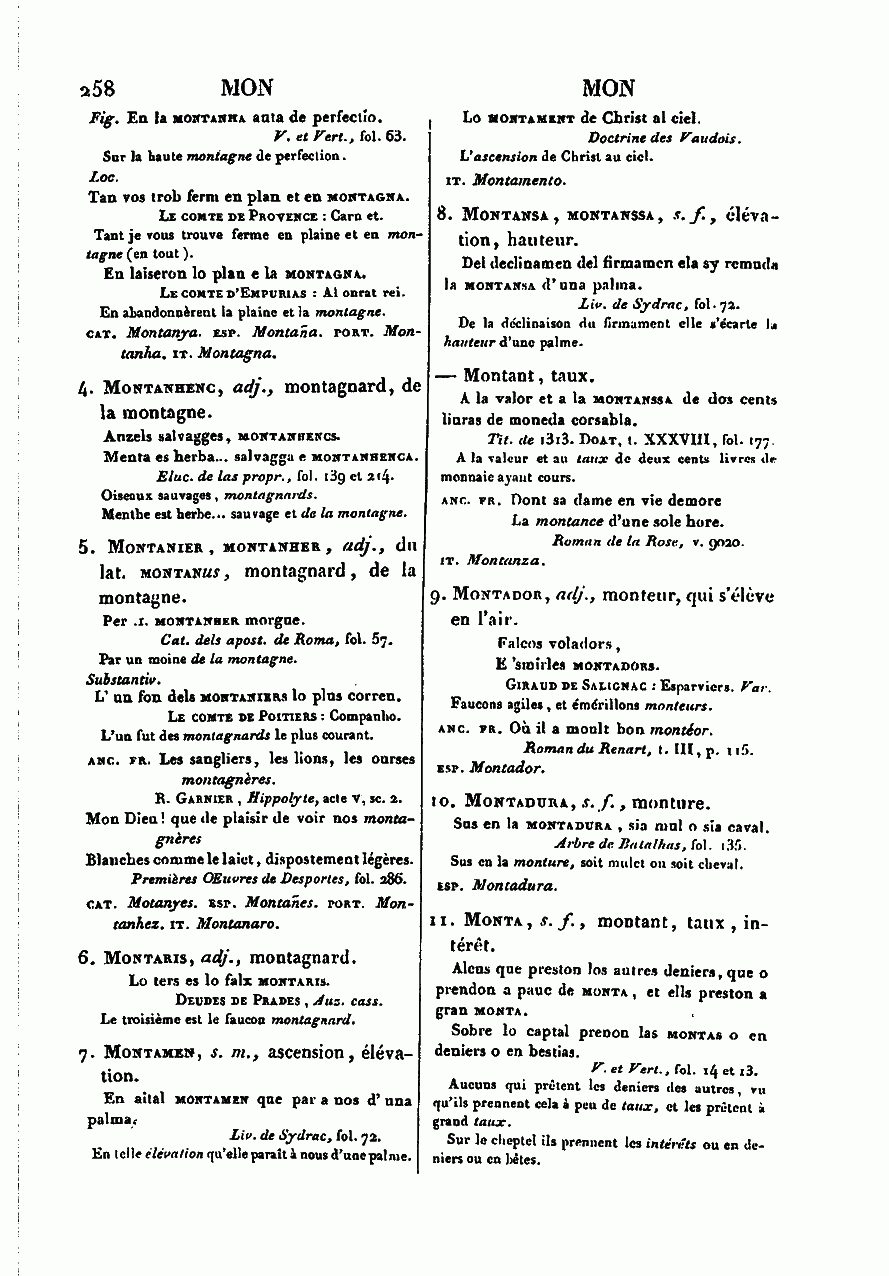 258 MON MON
Fig. En la MONTANHA auta de perfectio.
V. et Vert., fol. 63.
Sur la haute montagne de perfection.
Loc.
Tan vos trob ferm en plan et en MONTAGNA.
LE COMTE DE PROVENCE : Carn et.
Tant je vous trouve ferme en plaine et en mon-
tagne (en tout).
En laiseron lo plan e la MONTAGNA.
LE COMTE D'EMPURIAS : A l onrat rei.
En abandonnèrent la plaine et la montagne.
CAT. Montanya. ESP. Montaña. PORT. Mon-
tanha. IT. Montagna.
4. MONTANHENC, adj., montagnard, de
la montagne.
Anzels salvagges, MONTANHENCS.
Menta es herba... salvagga e MONTANHENCA.
Eluc. de las propr., fol. 139 et 214.
Oiseaux sauvages, montagnards.
Menthe est herbe... sauvage et de la montagne.
5. MONTANIER, MONTANHER, adj., du
lat. MONTANus, montagnard, de la
montagne.
Per .I. MONTANHER morgue.
Cat. dels apost. de Roma, fol. 57.
Par un moine de la montagne.
Substantiv.
L' un fon dels MONTANIERS lo plus corren.
LE COMTE DE POITIERS : Companho.
L'un fut des montagnards le plus courant.
ANC. FR. Les sangliers, les lions, les ourses
montagnères.
R. GARNIER, Hippolyte, acte V, sc. 2.
Mon Dieu! que de plaisir de voir nos monta-
gnères
Blanches comme le laict, dispostement légères.
Premières OEuvres de Desportes, fol. 286.
CAT. Motanyes. ESP. Montañes. PORT. Mon-
tanhez. IT. Montanaro.
6. MONTARIS, adj., montagnard.
Lo ters es lo falx MONTARIS.
DEUDES DE PRADES, Auz. cass.
Le troisième est le faucon montagnard.
7. MONTAMEN, s. m., ascension, éléva-
tion.
En aital MONTAMEN que par a nos d' una
palma.
Liv. de Sydrac, fol. 72.
En telle élévation qu'elle paraît à nous d'une palme.
Lo MONTAMENT de Christ al ciel.
Doctrine des Vaudois.
L'ascension de Christ au ciel.
IT. Montamento.
8. MONTANSA, MONTANSSA, s. f., éléva-
tion, hauteur.
Del declinamen del firmamen ela sy remuda
la MONTANSA d' una palma.
Liv. de Sydrac, fol. 72.
De la déclinaison du firmament elle s'écarte la
hauteur d'une palme.
— Montant, taux.
A la valor et a la MONTANSSA de dos cents
liuras de moneda corsabla.
Tit. de 1313. DOAT, t. XXXVIII, fol. 177.
A la valeur et au taux de deux cents livres de
monnaie ayant cours.
ANC. FR. Dont sa dame en vie demore
La montance d'une sole hore.
Roman de la Rose, v. 9020.
IT. Montanza.
9. MONTADOR, adj., monteur, qui s'élève
en l'air.
Falcos voladors,
E 'smirles MONTADORS.
GIRAUD DE SALIGNAC : Esparviers. Var.
Faucons agiles, et émérillons monteurs.
ANC. FR. Où il a moult bon montéor.
Roman du Renart, t. III, p. 115.
ESP. Montador.
10. MONTADURA, s. f., monture.
Sus en la MONTADURA, sia mul o sia caval.
Arbre de Batalhas, fol. 135.
Sus en la monture, soit mulet ou soit cheval.
ESP. Montadura.
11. MONTA, s. f., montant, taux, in-
térêt.
Alcus que preston los autres deniers, que o
prendon a pauc de MONTA, et ells preston a
gran MONTA.
Sobre lo captal prenon las MONTAS o en
deniers o en bestias.
V. et Vert., fol. 14 et 13.
Aucuns qui prêtent les deniers des autres, vu
qu'ils prennent cela à peu de taux, et les prêtent à
grand taux.
Sur le cheptel ils prennent les intérêts ou en de-
niers ou en bêtes.